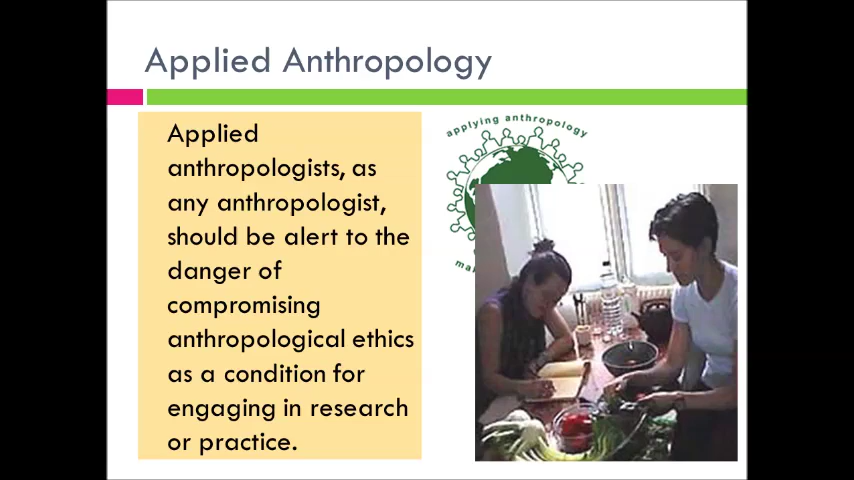 Applied Anthropology
Applied
anthropologists, as
any anthropologist,
should be alert to the
danger of
compromising
anthropological ethics
as a condition for
engaging in research
or practice.
applying anthropology